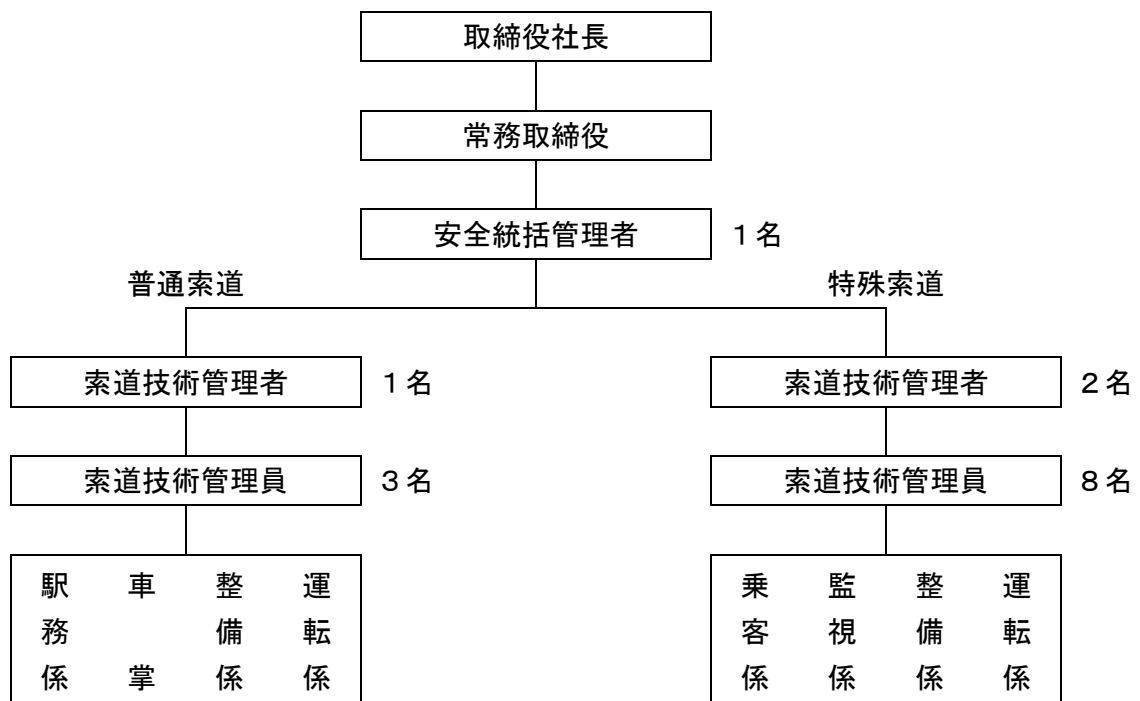 取締役社長
常務取締役
安全統括管理者 1名
普通索道 特殊索道
索道技術管理者 1名 索道技術管理者 2名
索道技術管理員 3名 索道技術管理員 8名
駅務係 車掌 整備係 運転係
乗客係 監視係 整備係 運転係